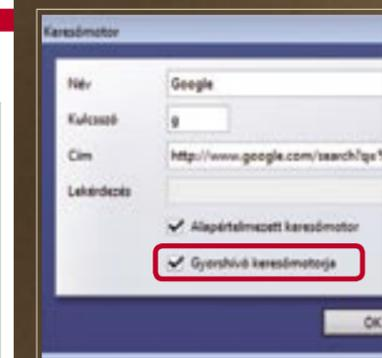 Keresőmotor
Név Google
Kulcsszó g
Cím http://www.google.com/search?q=%
Lekérdezés
Alapértelmezett keresőmotor
Gyorshívó keresőmotorja
OK